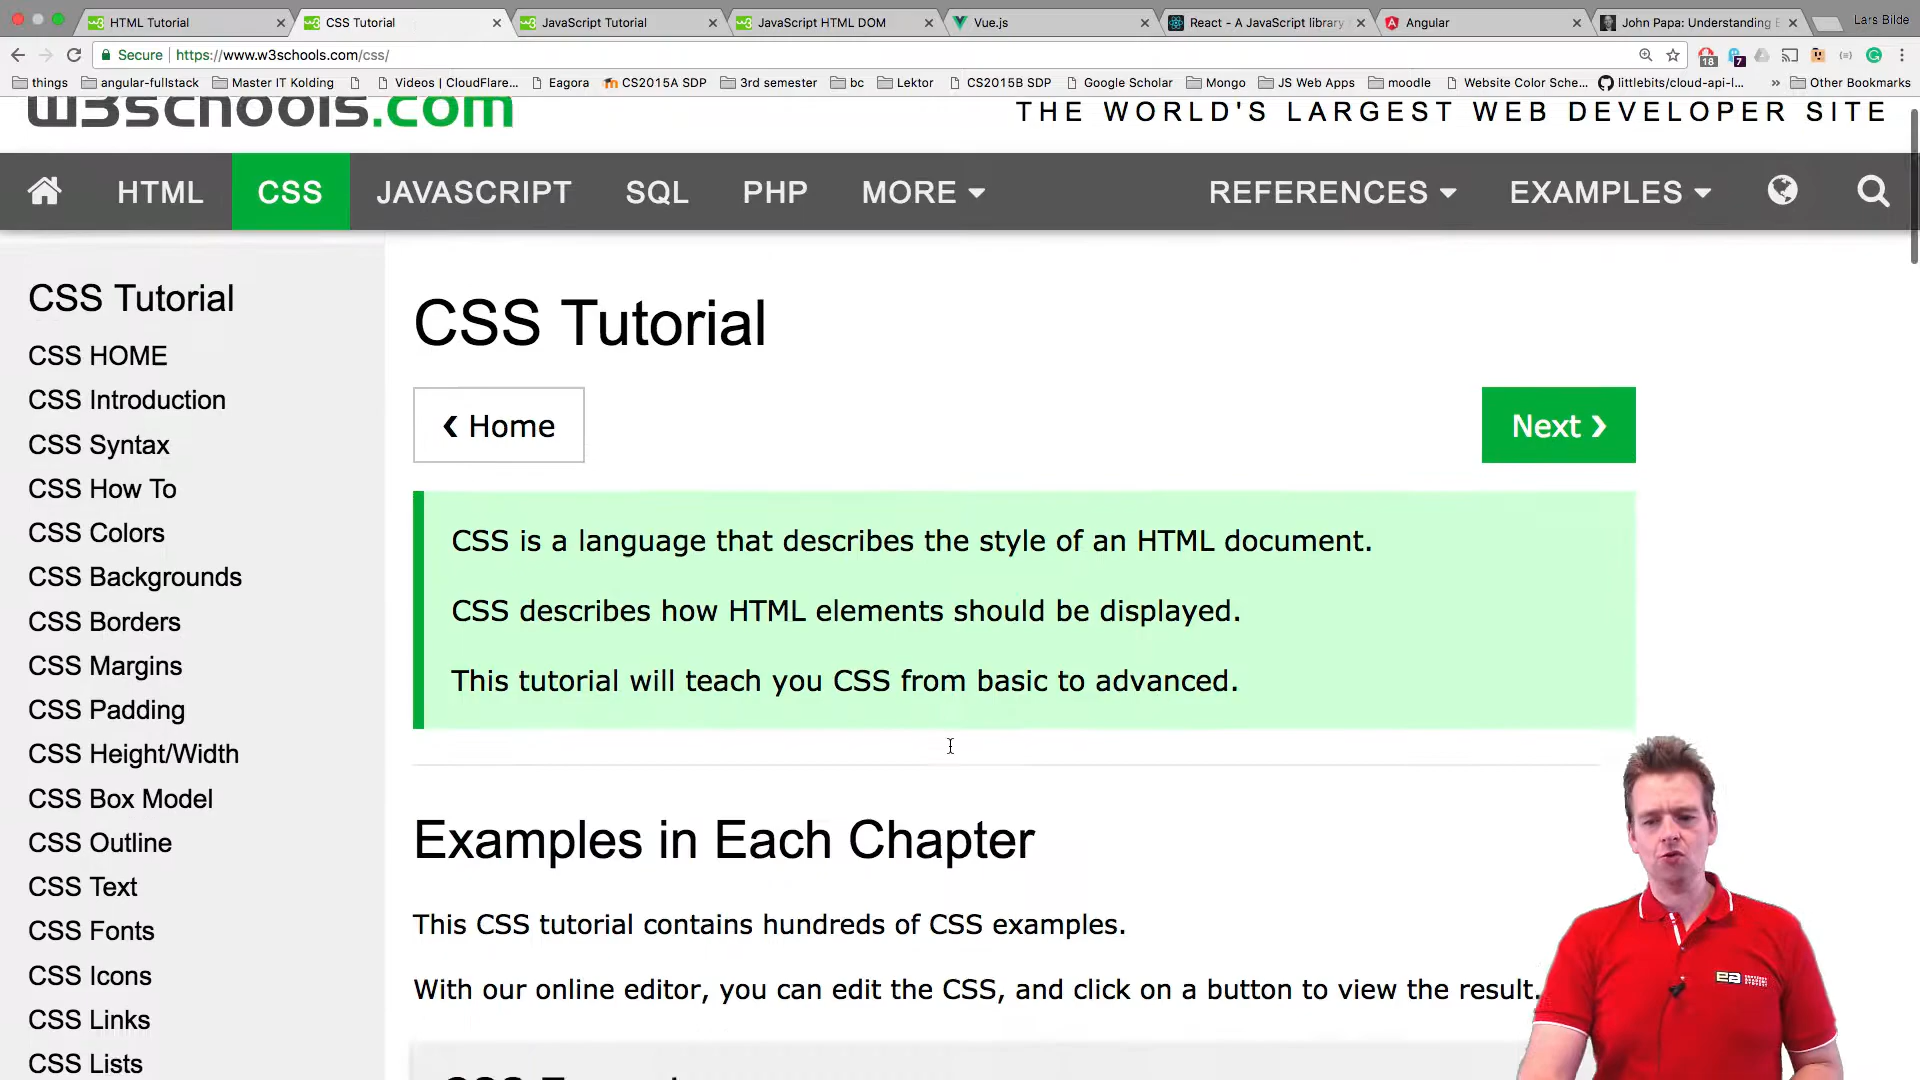 HTML Tutorial
CSS Tutorial
JavaScript Tutorial
JavaScript HTML DOM
Vue.js
React - A JavaScript library
Angular
John Papa: Understanding
Lars Bilde
Secure https://www.w3schools.com/css/
18
7
things
angular-fullstack
Master IT Kolding
Videos | CloudFlare...
Eagora
CS2015A SDP
3rd semester
bc
Lektor
CS2015B SDP
Google Scholar
Mongo
JS Web Apps
moodle
Website Color Sche...
littlebits/cloud-api-l...
»
Other Bookmarks
w3schools.com
THE WORLD'S LARGEST WEB DEVELOPER SITE
HTML
CSS
JAVASCRIPT
SQL
PHP
MORE
REFERENCES
EXAMPLES
CSS Tutorial
CSS HOME
CSS Introduction
CSS Syntax
CSS How To
CSS Colors
CSS Backgrounds
CSS Borders
CSS Margins
CSS Padding
CSS Height/Width
CSS Box Model
CSS Outline
CSS Text
CSS Fonts
CSS Icons
CSS Links
CSS Lists
CSS Tutorial
❮ Home
Next ❯
CSS is a language that describes the style of an HTML document.
CSS describes how HTML elements should be displayed.
This tutorial will teach you CSS from basic to advanced.
Examples in Each Chapter
This CSS tutorial contains hundreds of CSS examples.
With our online editor, you can edit the CSS, and click on a button to view the result.